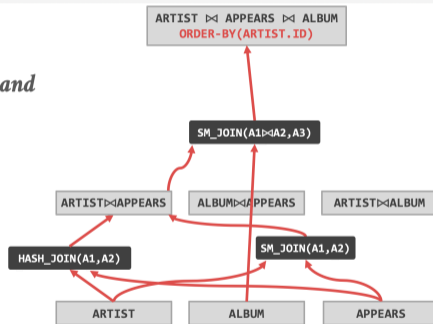 ARTIST ⋈ APPEARS ⋈ ALBUM
ORDER-BY(ARTIST.ID)
and
SM_JOIN(A1⋈A2,A3)
ARTIST⋈APPEARS
ALBUM⋈APPEARS
ARTIST⋈ALBUM
HASH_JOIN(A1,A2)
SM_JOIN(A1,A2)
ARTIST
ALBUM
APPEARS